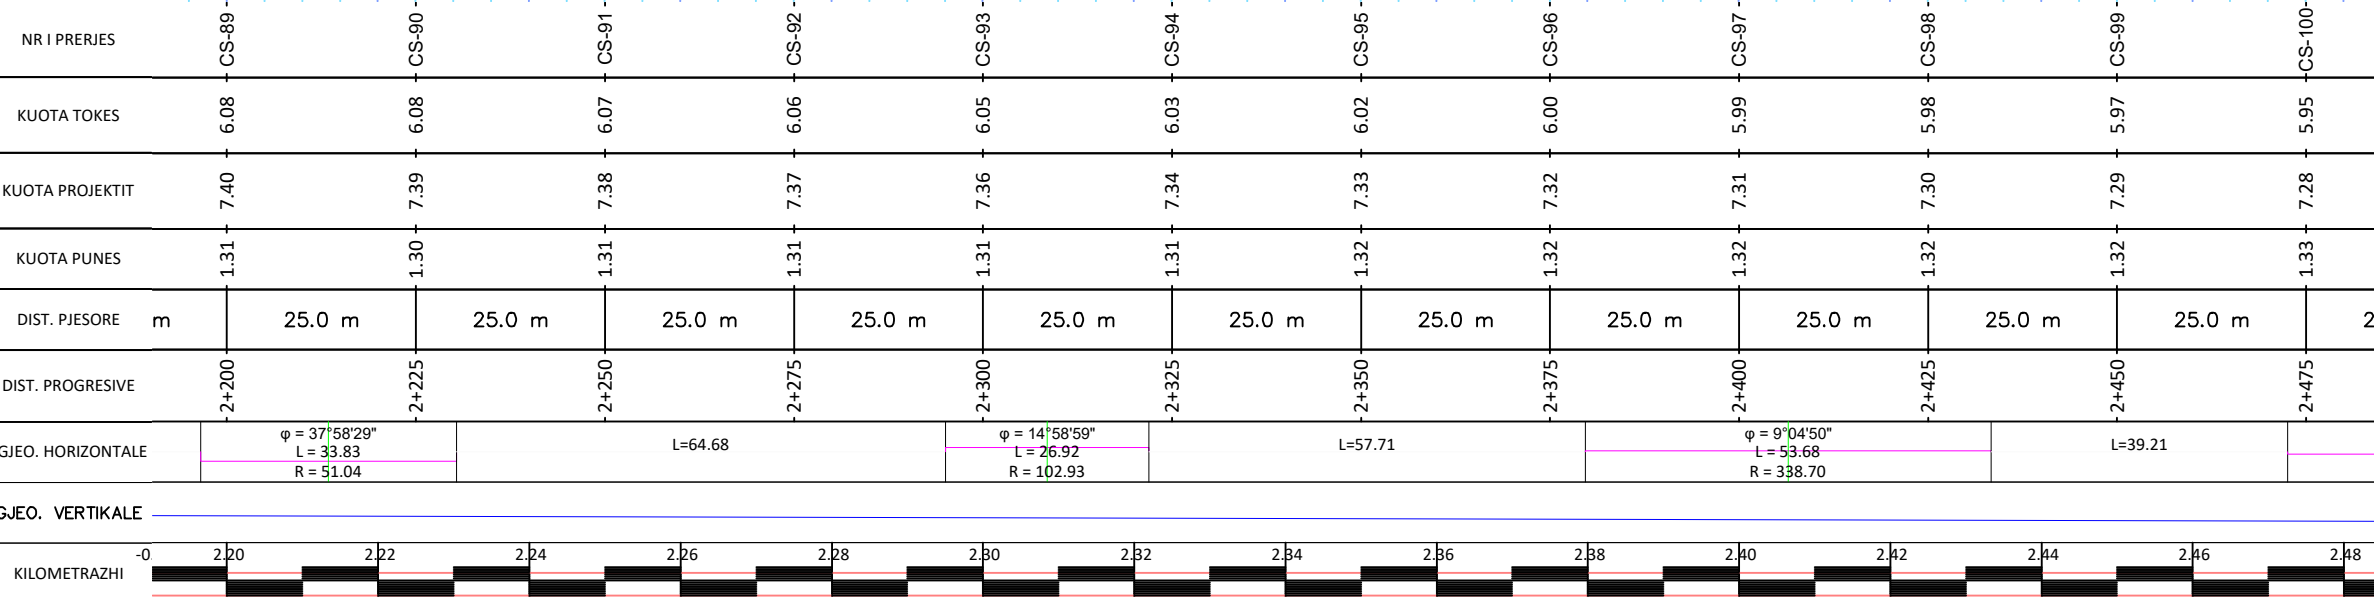 NR I PRERJES CS-89 CS-90 CS-91 CS-92 CS-93 CS-94 CS-95 CS-96 CS-97 CS-98 CS-99 CS-100
KUOTA TOKES 6.08 6.08 6.07 6.06 6.05 6.03 6.02 6.00 5.99 5.98 5.97 5.95
KUOTA PROJEKTIT 7.40 7.39 7.38 7.37 7.36 7.34 7.33 7.32 7.31 7.30 7.29 7.28
KUOTA PUNES 1.31 1.30 1.31 1.31 1.31 1.31 1.32 1.32 1.32 1.32 1.32 1.33
DIST. PJESORE m 25.0 m 25.0 m 25.0 m 25.0 m 25.0 m 25.0 m 25.0 m 25.0 m 25.0 m 25.0 m 25.0 m 2
DIST. PROGRESIVE 2+200 2+225 2+250 2+275 2+300 2+325 2+350 2+375 2+400 2+425 2+450 2+475
φ = 37°58'29" φ = 14°58'59" φ = 9°04'50"
GJEO. HORIZONTALE L = 33.83 L=64.68 L = 26.92 L=57.71 L = 53.68 L=39.21
R = 51.04 R = 102.93 R = 338.70
GJEO. VERTIKALE
-0 2.20 2.22 2.24 2.26 2.28 2.30 2.32 2.34 2.36 2.38 2.40 2.42 2.44 2.46 2.48
KILOMETRAZHI